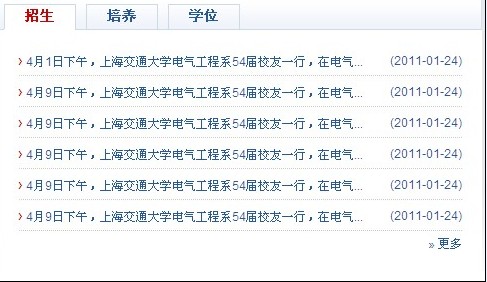 招生 培养 学位
4月1日下午，上海交通大学电气工程系54届校友一行，在电气... (2011-01-24)
4月9日下午，上海交通大学电气工程系54届校友一行，在电气... (2011-01-24)
4月9日下午，上海交通大学电气工程系54届校友一行，在电气... (2011-01-24)
4月9日下午，上海交通大学电气工程系54届校友一行，在电气... (2011-01-24)
4月9日下午，上海交通大学电气工程系54届校友一行，在电气... (2011-01-24)
4月9日下午，上海交通大学电气工程系54届校友一行，在电气... (2011-01-24)
» 更多